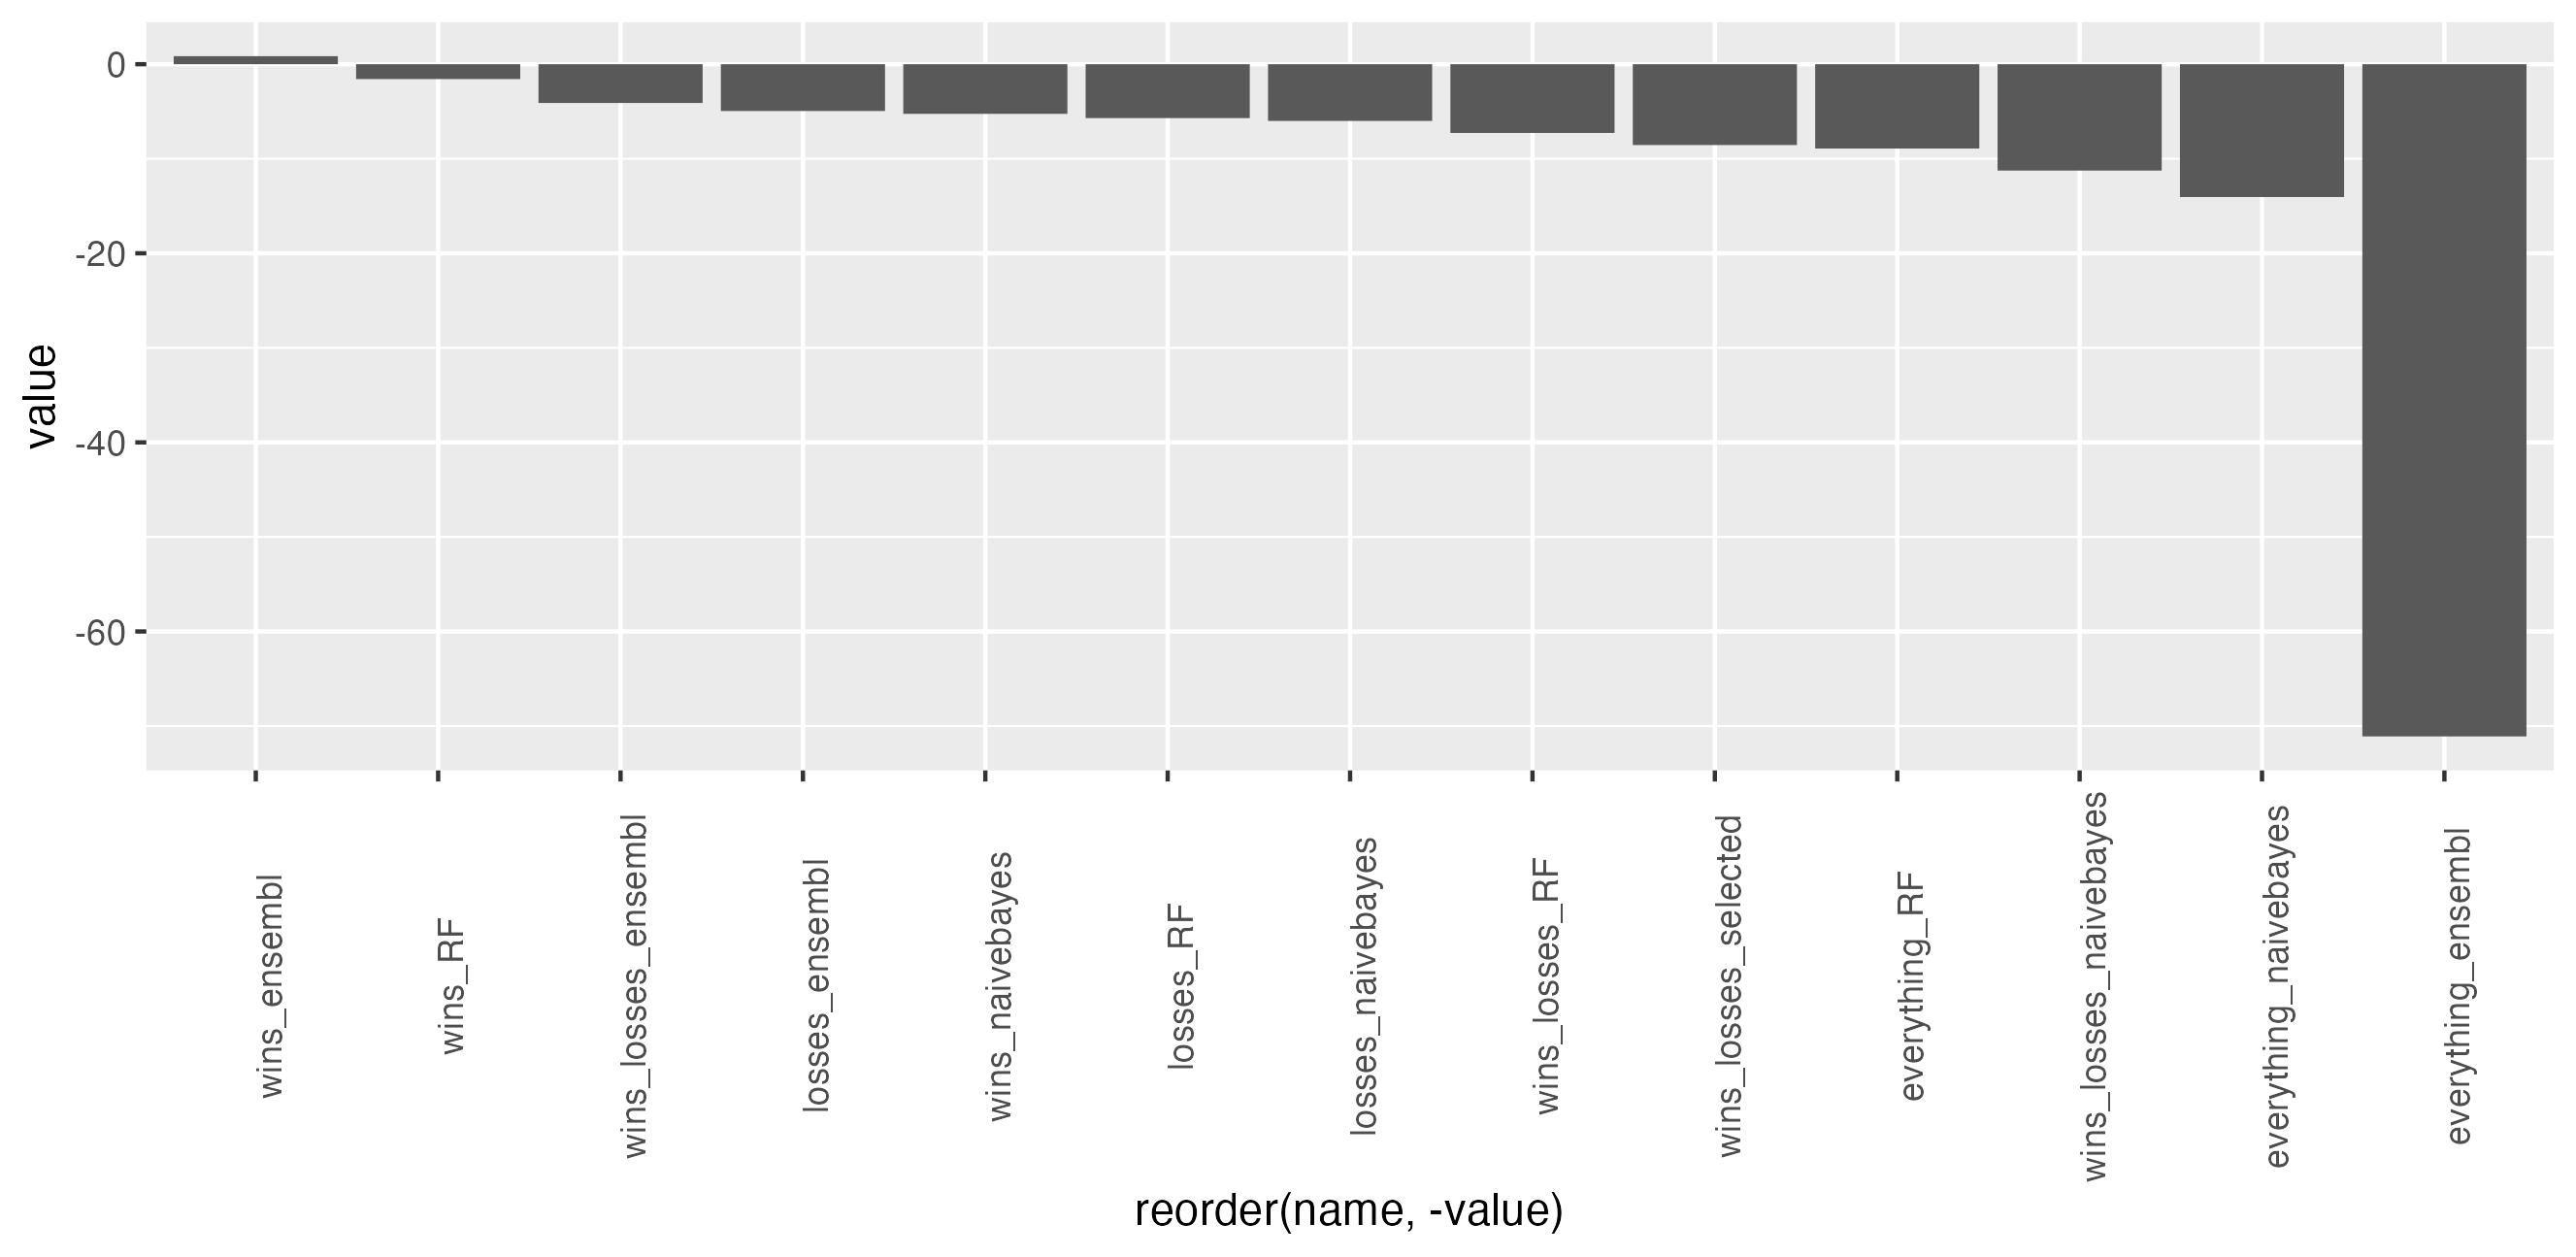 value
0
-20
-40
-60
wins_ensembl
wins_RF
wins_losses_ensembl
losses_ensembl
wins_naivebayes
losses_RF
losses_naivebayes
wins_losses_RF
wins_losses_selected
everything_RF
wins_losses_naivebayes
everything_naivebayes
everything_ensembl
reorder(name, -value)